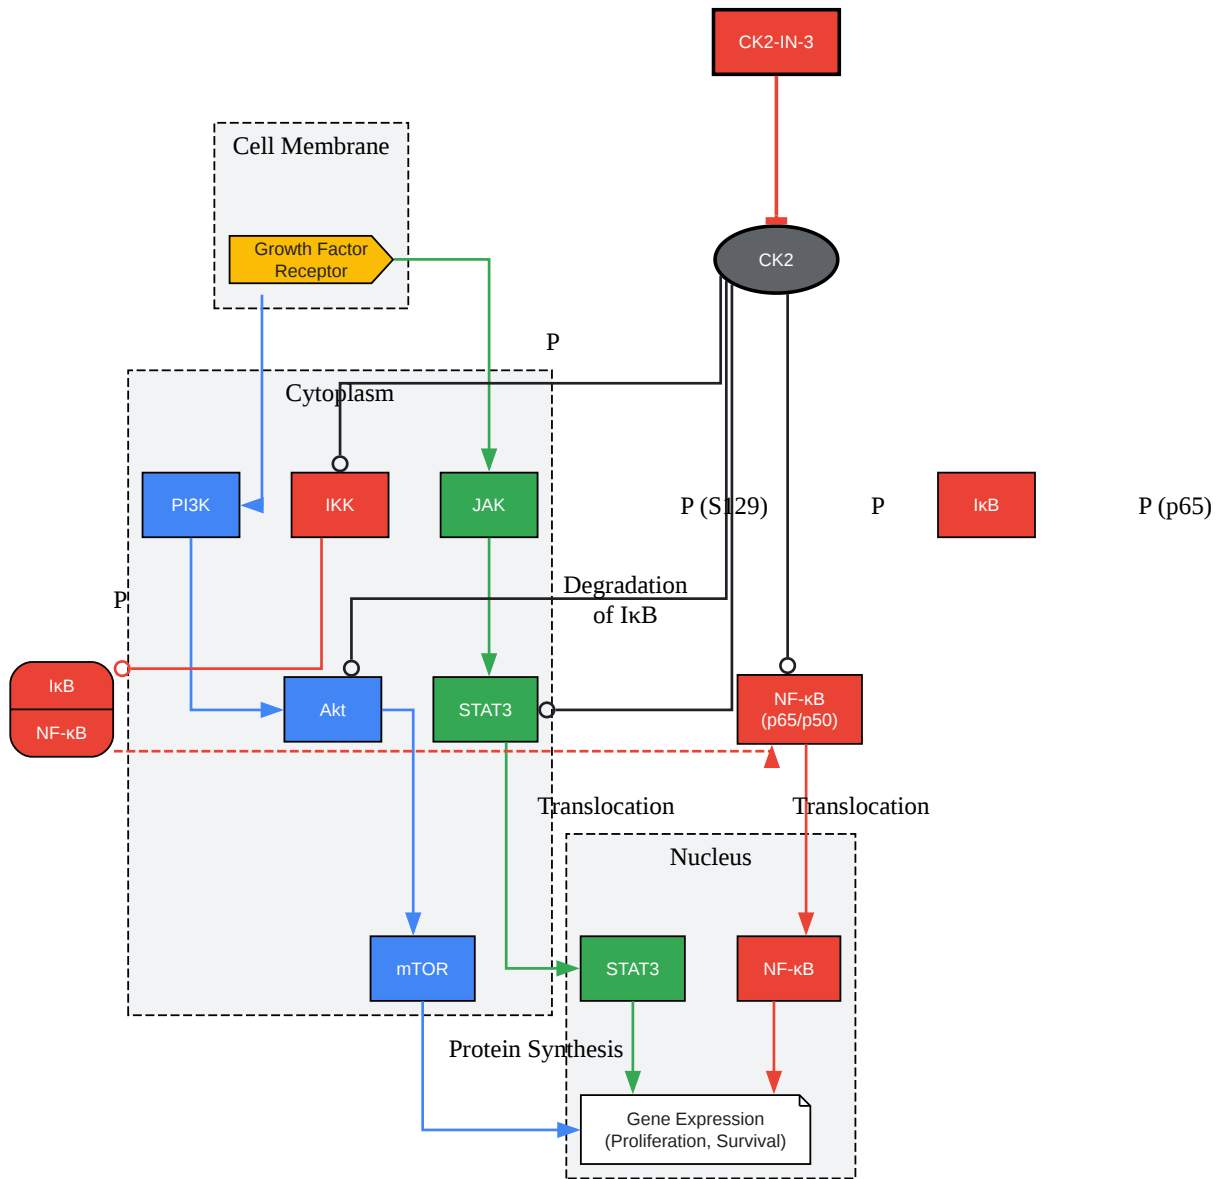 CK2-IN-3
Cell Membrane
Growth Factor
Receptor
CK2
P
Cytoplasm
PI3K
IKK
JAK
P (S129)
P
IκB
P (p65)
Degradation
of IκB
P
IκB
NF-κB
Akt
STAT3
NF-κB
(p65/p50)
Translocation
Translocation
Nucleus
mTOR
STAT3
NF-κB
Protein Synthesis
Gene Expression
(Proliferation, Survival)